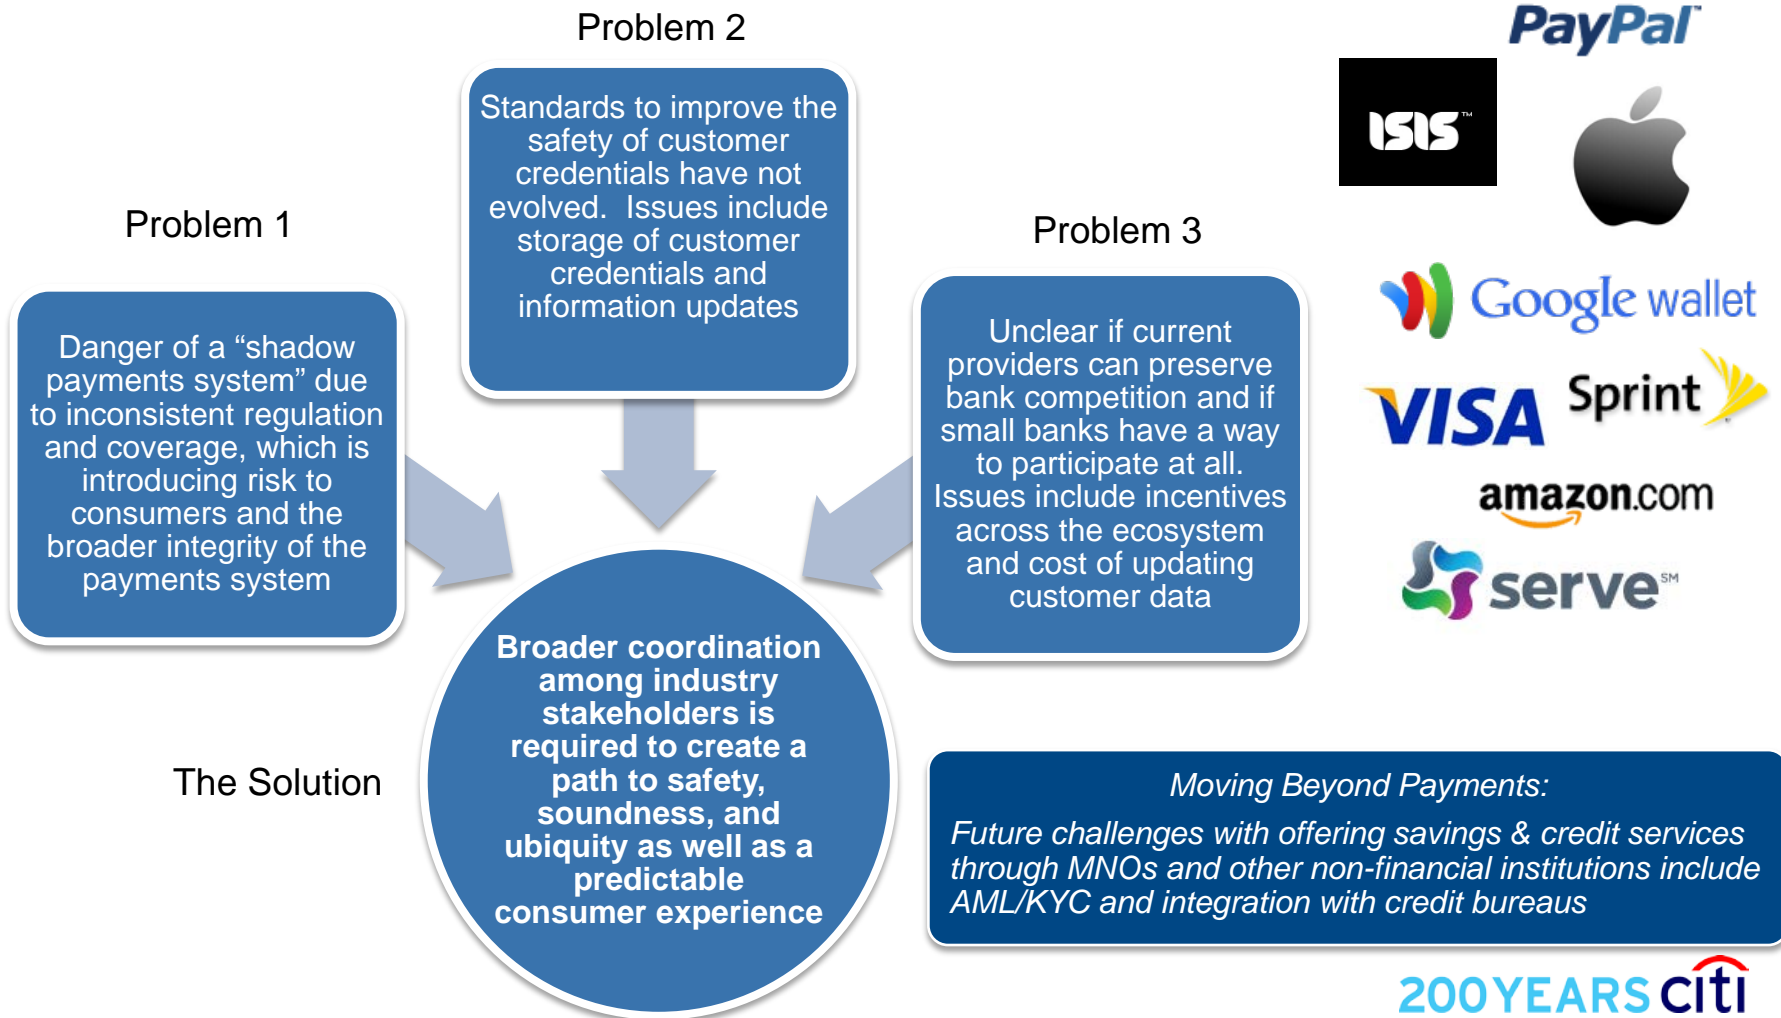 Problem 1
Danger of a “shadow
payments system” due
to inconsistent regulation
and coverage, which is
introducing risk to
consumers and the
broader integrity of the
payments system
Problem 2
Standards to improve the
safety of customer
credentials have not
evolved.  Issues include
storage of customer
credentials and
information updates
Problem 3
Unclear if current
providers can preserve
bank competition and if
small banks have a way
to participate at all.
Issues include incentives
across the ecosystem
and cost of updating
customer data
The Solution
Broader coordination
among industry
stakeholders is
required to create a
path to safety,
soundness, and
ubiquity as well as a
predictable
consumer experience
PayPal™
ISIS™
Google wallet
VISA
Sprint
amazon.com
serve℠
Moving Beyond Payments:
Future challenges with offering savings & credit services
through MNOs and other non-financial institutions include
AML/KYC and integration with credit bureaus
200 YEARS citi